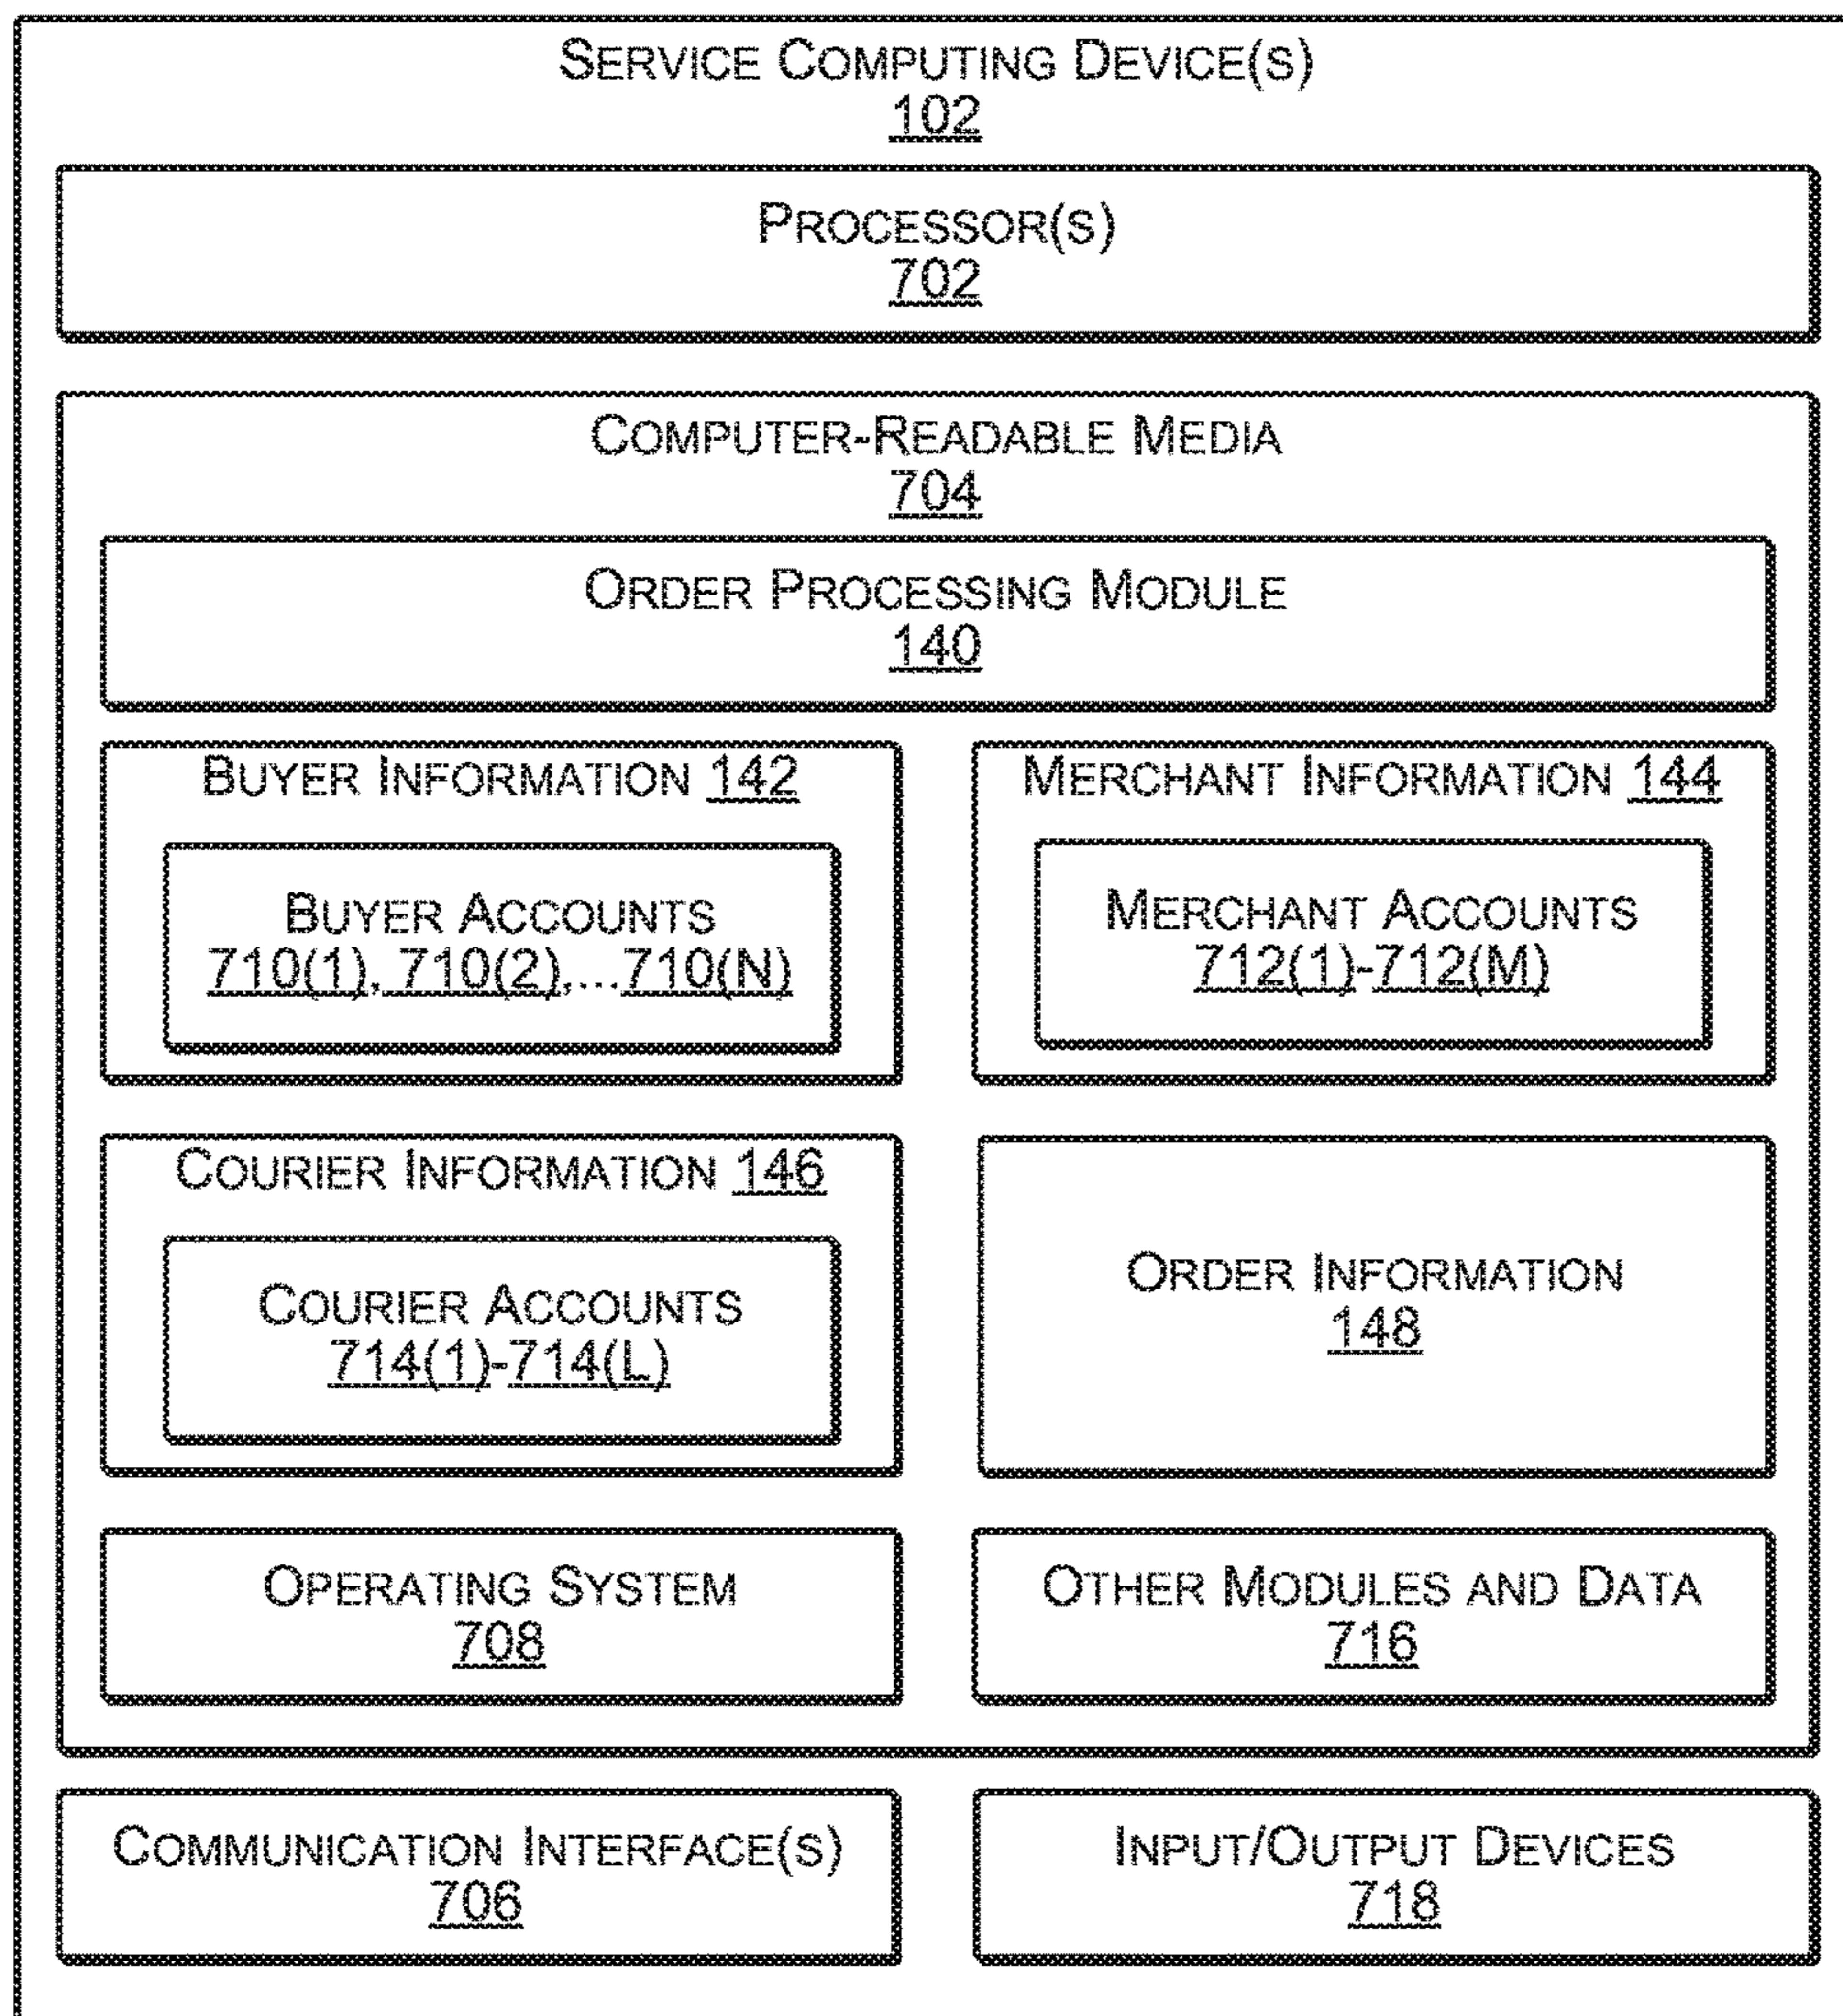 SERVICE COMPUTING DEVICE(S)
102
PROCESSOR(S)
702
COMPUTER-READABLE MEDIA
704
ORDER PROCESSING MODULE
140
BUYER INFORMATION 142
BUYER ACCOUNTS
710(1), 710(2),...710(N)
MERCHANT INFORMATION 144
MERCHANT ACCOUNTS
712(1)-712(M)
COURIER INFORMATION 146
COURIER ACCOUNTS
714(1)-714(L)
ORDER INFORMATION
148
OPERATING SYSTEM
708
OTHER MODULES AND DATA
716
COMMUNICATION INTERFACE(S)
706
INPUT/OUTPUT DEVICES
718